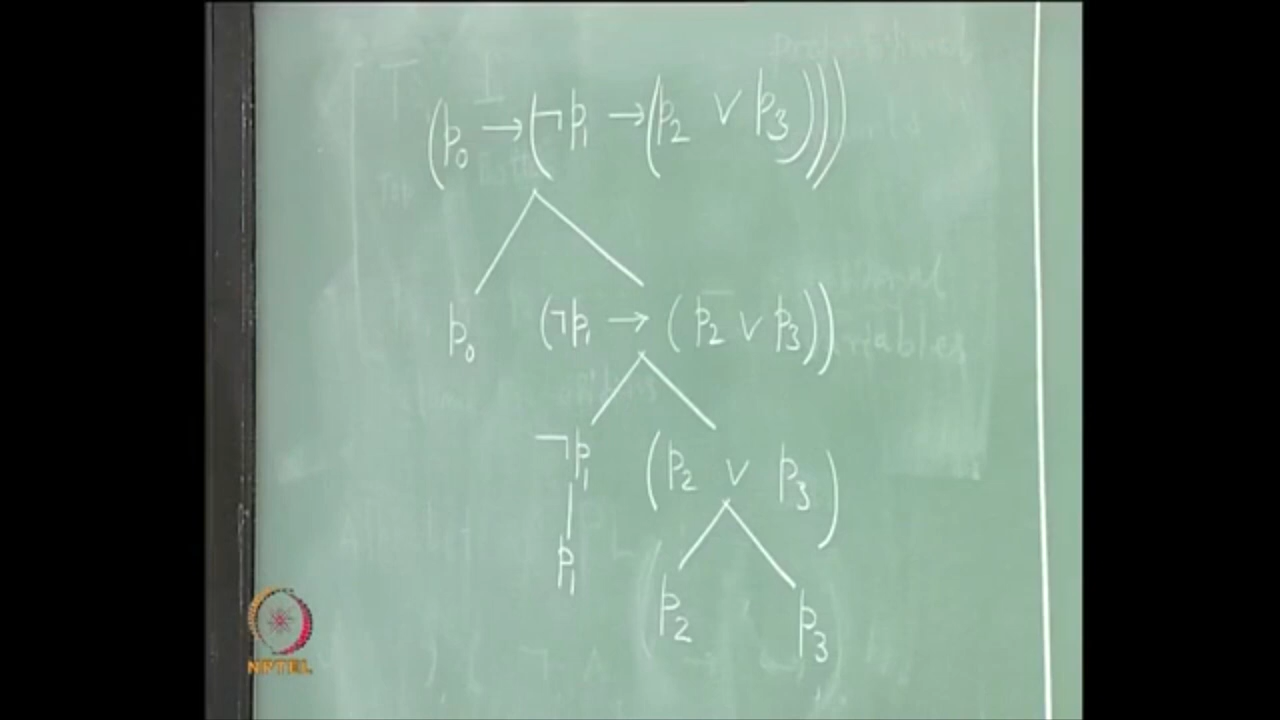 (p₀ → (¬p₁ → (p₂ ∨ p₃)))
p₀ (¬p₁ → (p₂ ∨ p₃))
¬p₁ (p₂ ∨ p₃)
p₁
p₂ p₃
NPTEL